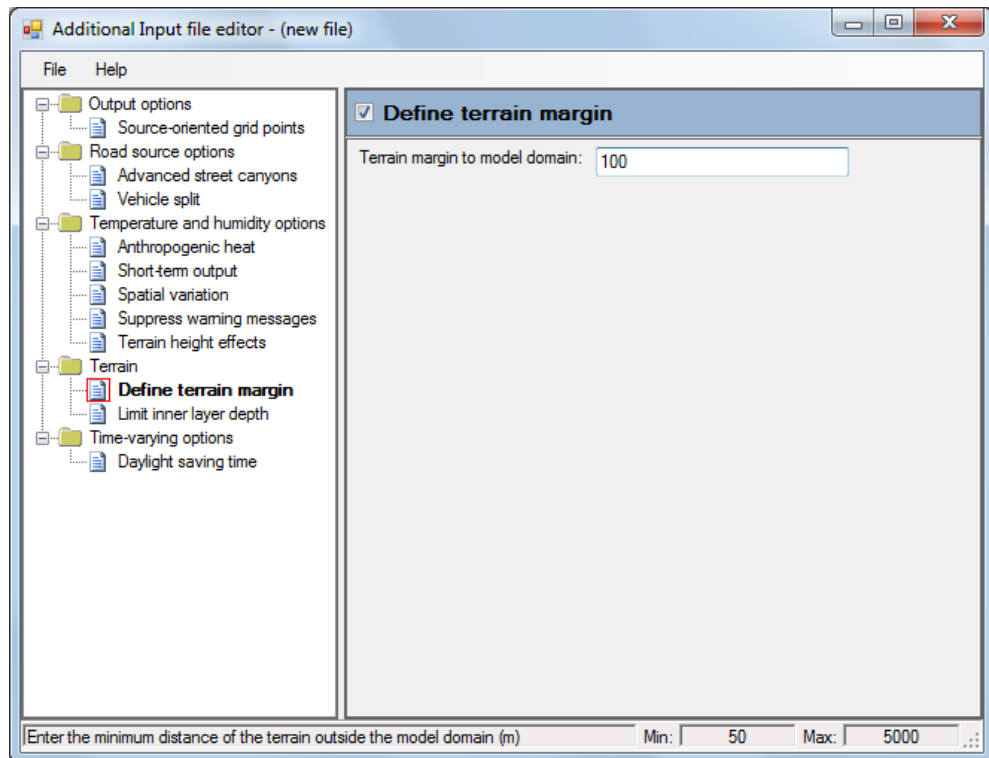 Additional Input file editor - (new file)
File Help
Output options
Source-oriented grid points
Road source options
Advanced street canyons
Vehicle split
Temperature and humidity options
Anthropogenic heat
Short-term output
Spatial variation
Suppress warning messages
Terrain height effects
Terrain
Define terrain margin
Limit inner layer depth
Time-varying options
Daylight saving time
Define terrain margin
Terrain margin to model domain: 100
Enter the minimum distance of the terrain outside the model domain (m) Min: 50 Max: 5000